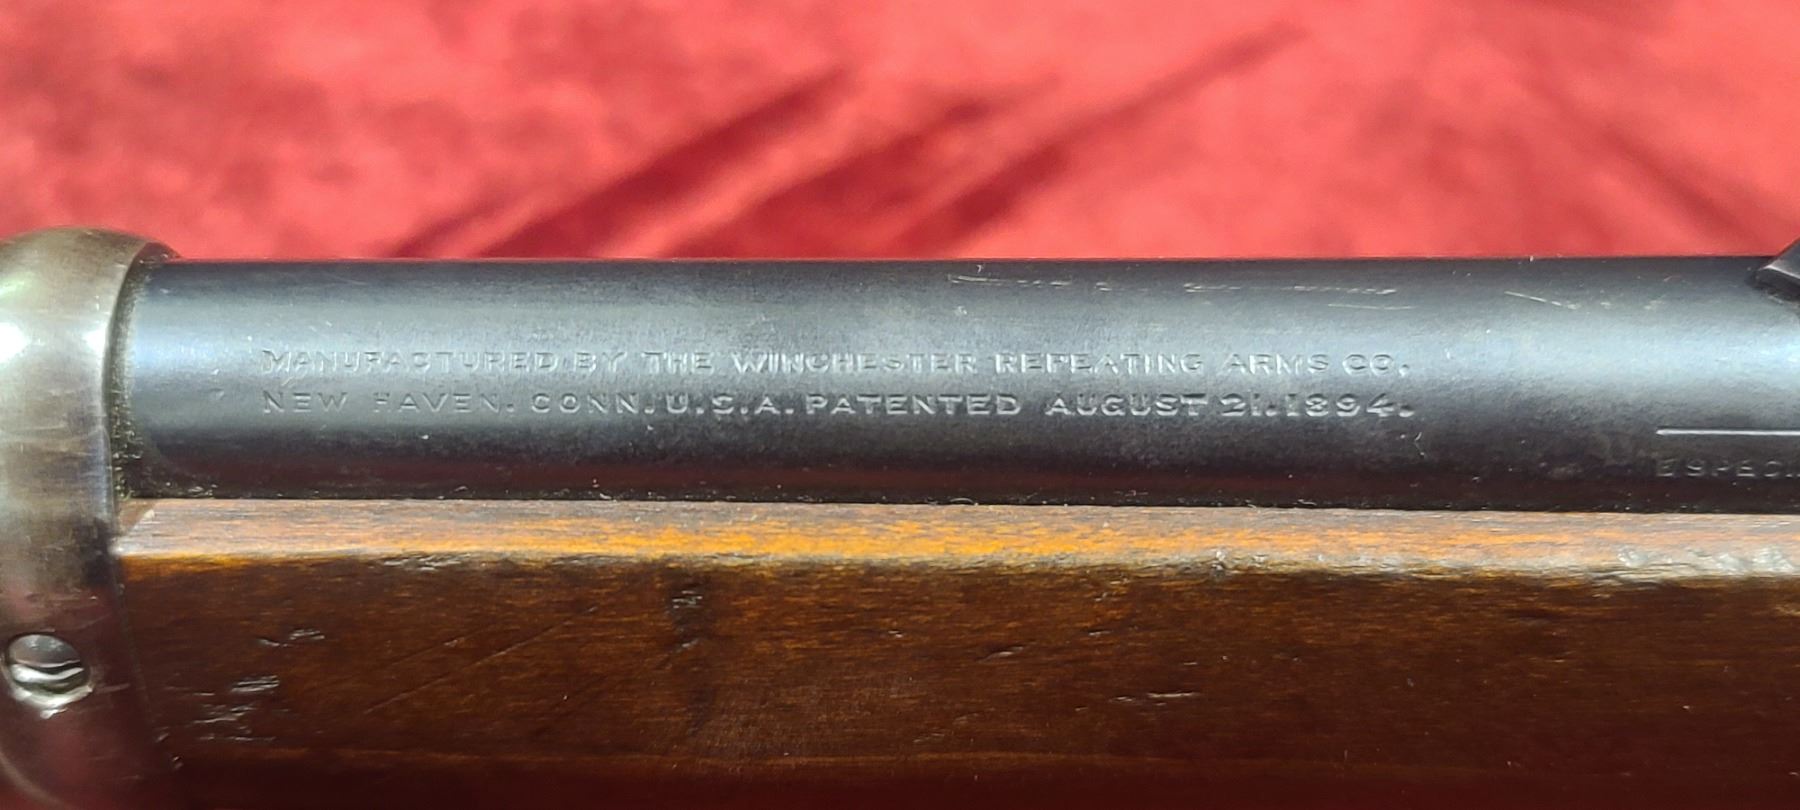 MANUFACTURED BY THE WINCHESTER REPEATING ARMS CO.
NEW HAVEN. CONN. U.S.A. PATENTED AUGUST 21. 1894.